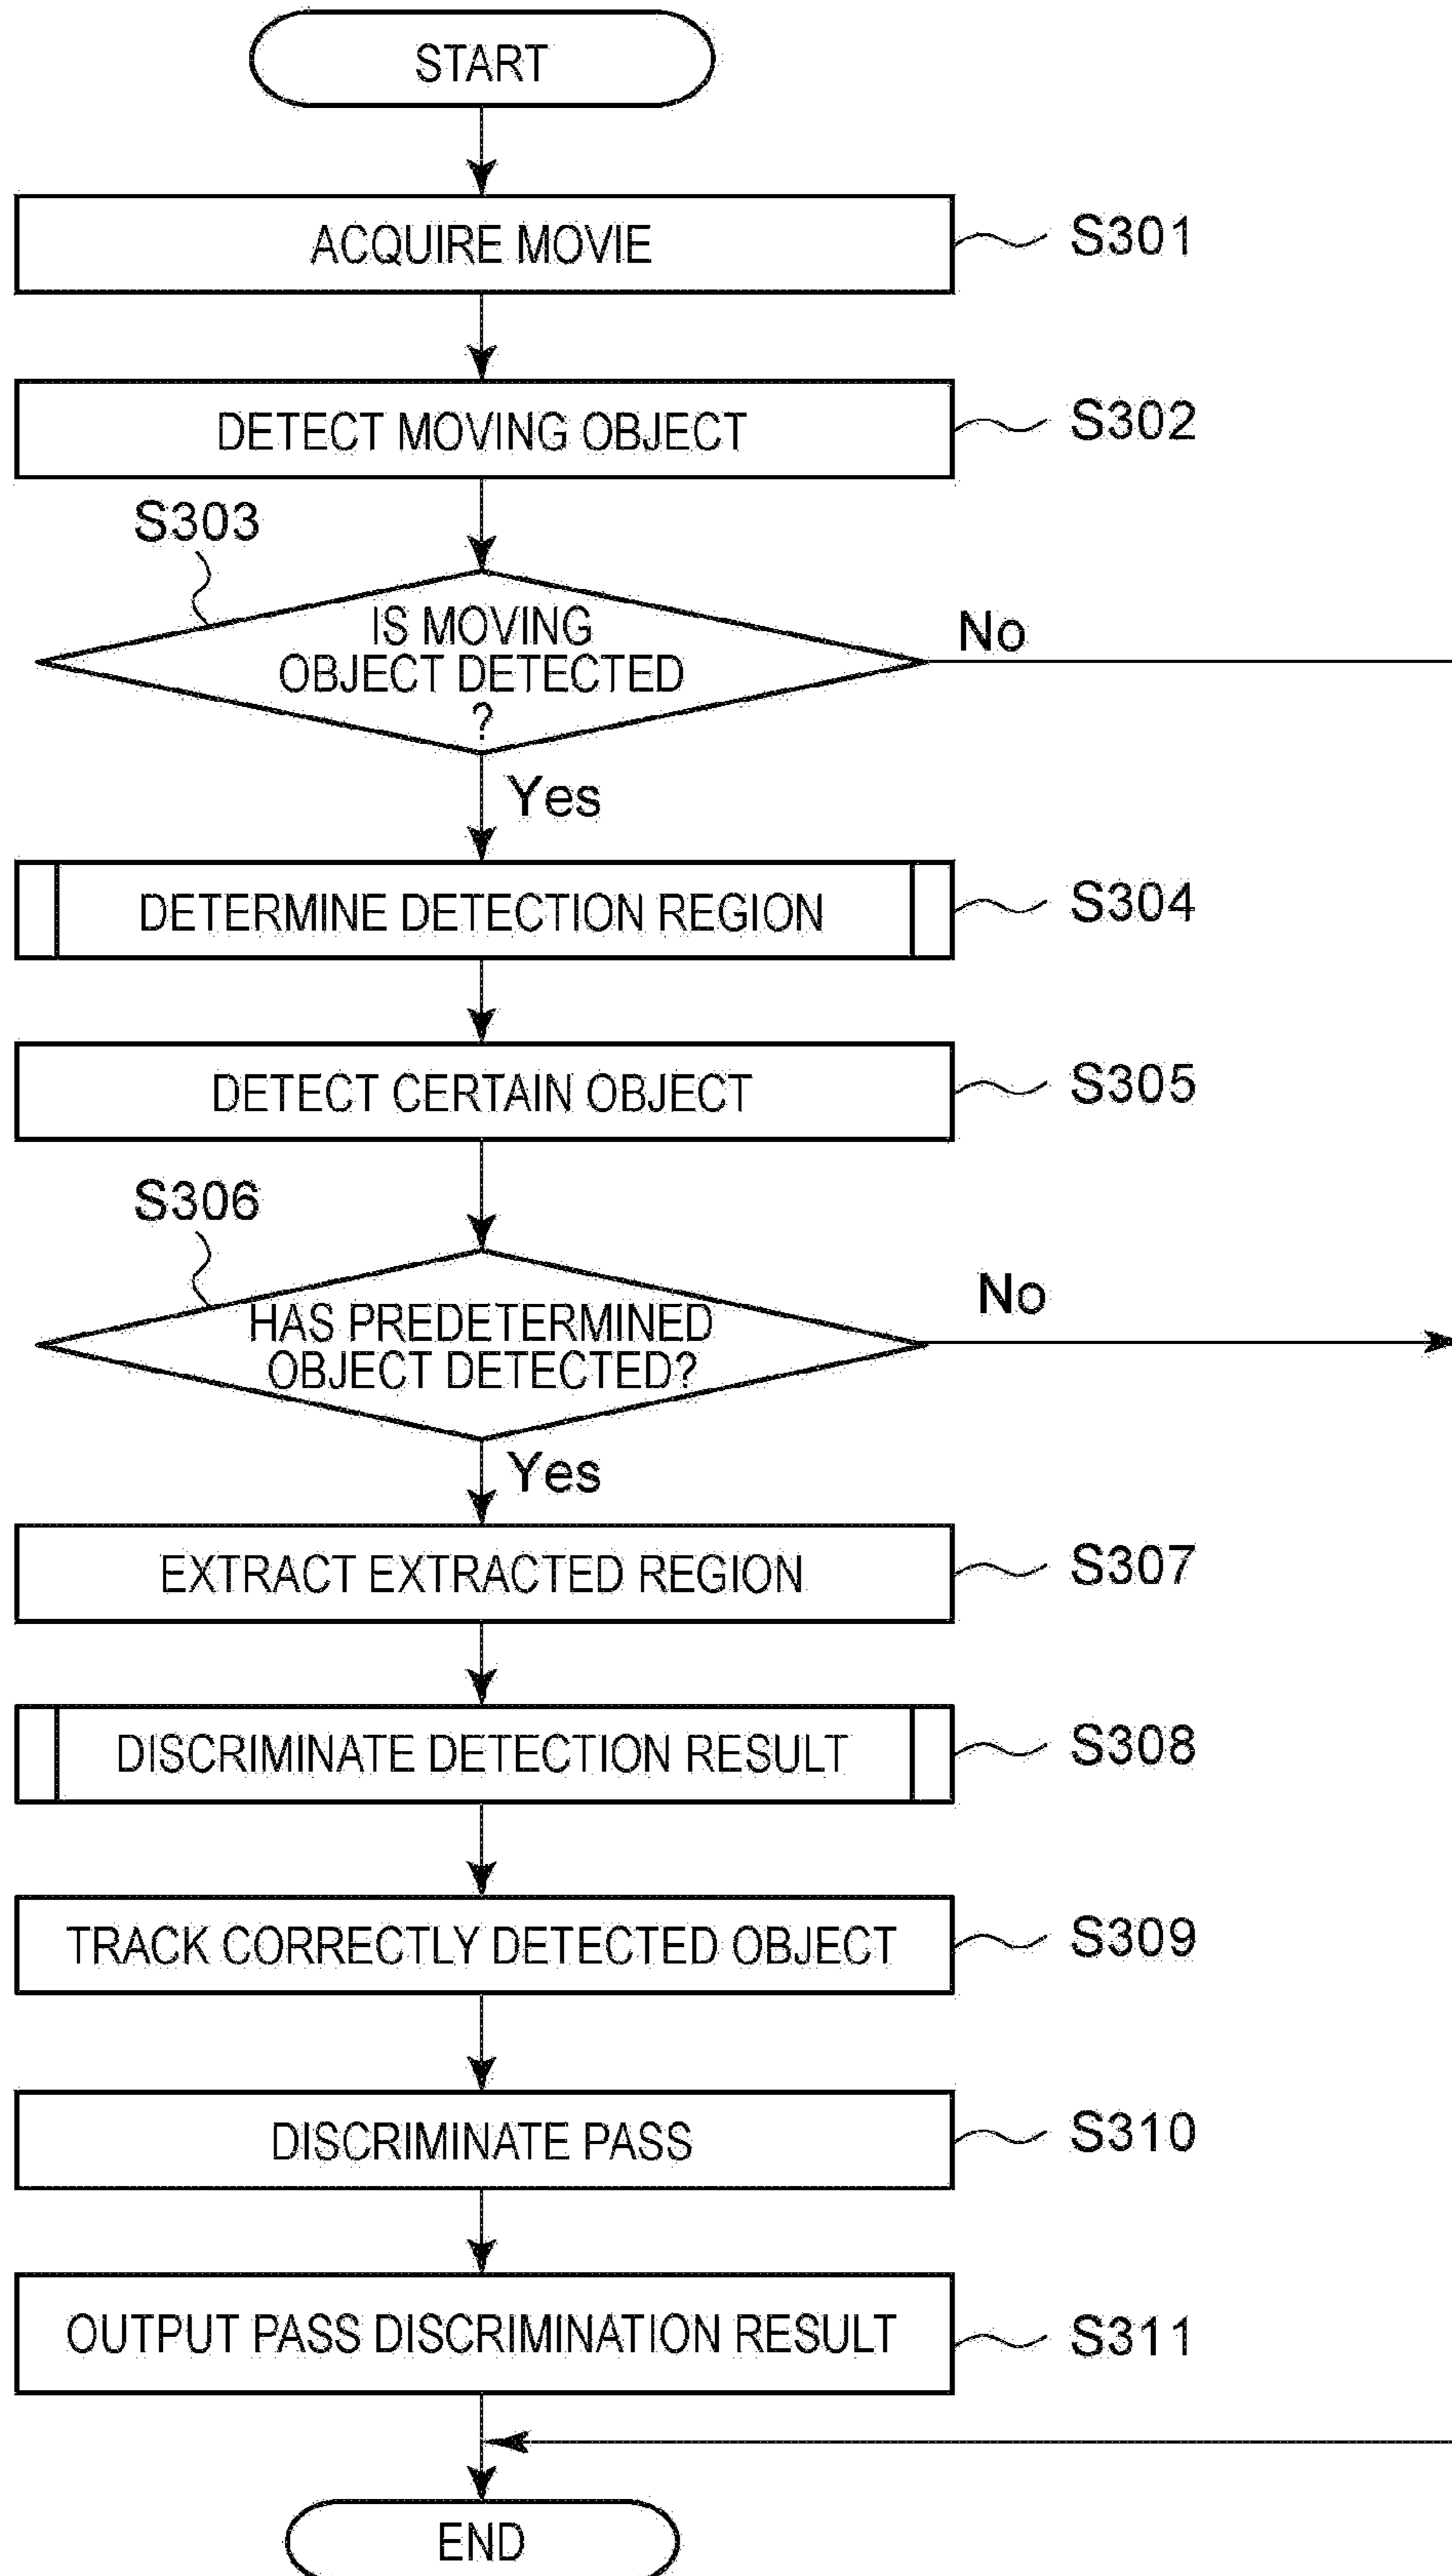 START
ACQUIRE MOVIE
S301
DETECT MOVING OBJECT
S302
S303
IS MOVING
OBJECT DETECTED
?
No
Yes
DETERMINE DETECTION REGION
S304
DETECT CERTAIN OBJECT
S305
S306
HAS PREDETERMINED
OBJECT DETECTED?
No
Yes
EXTRACT EXTRACTED REGION
S307
DISCRIMINATE DETECTION RESULT
S308
TRACK CORRECTLY DETECTED OBJECT
S309
DISCRIMINATE PASS
S310
OUTPUT PASS DISCRIMINATION RESULT
S311
END